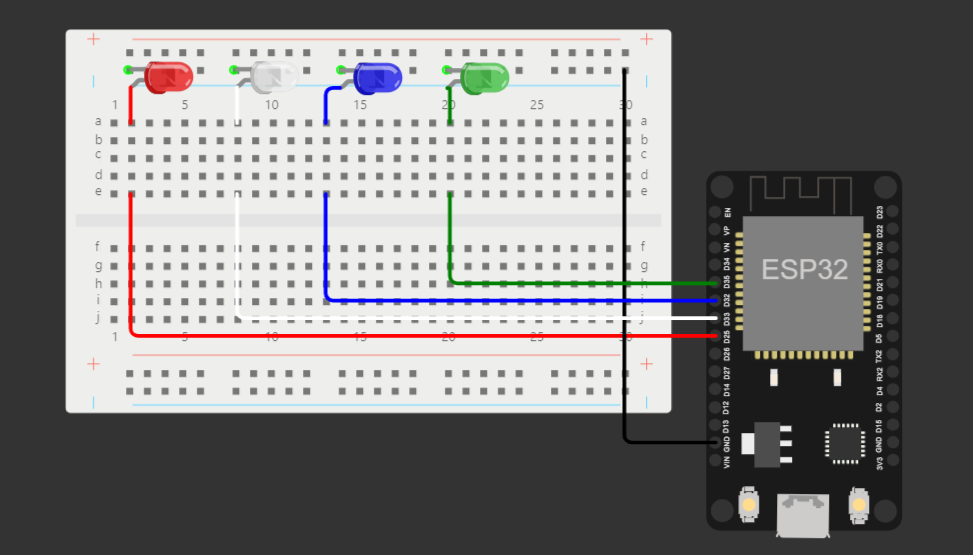 + +
1 5 10 15 20 25 30
a a
b b
c c
d d
e e
f f
g g
h h
i i
j j
1 5 10 15 20 25 30
+ +
ESP32
EN
VP
VN
D34
D35
D32
D33
D25
D26
D27
D14
D12
D13
GND
VIN
D23
D22
TX0
RX0
D21
D19
D18
D5
TX2
RX2
D4
D2
D15
GND
3V3